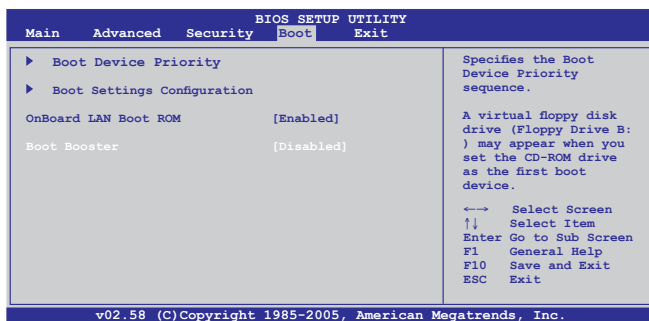 BIOS SETUP UTILITY
Main Advanced Security Boot Exit
Boot Device Priority
Boot Settings Configuration
OnBoard LAN Boot ROM [Enabled]
Boot Booster [Disabled]
Specifies the Boot
Device Priority
sequence.
A virtual floppy disk
drive (Floppy Drive B:
) may appear when you
set the CD-ROM drive
as the first boot
device.
←→ Select Screen
↑↓ Select Item
Enter Go to Sub Screen
F1 General Help
F10 Save and Exit
ESC Exit
v02.58 (C)Copyright 1985-2005, American Megatrends, Inc.